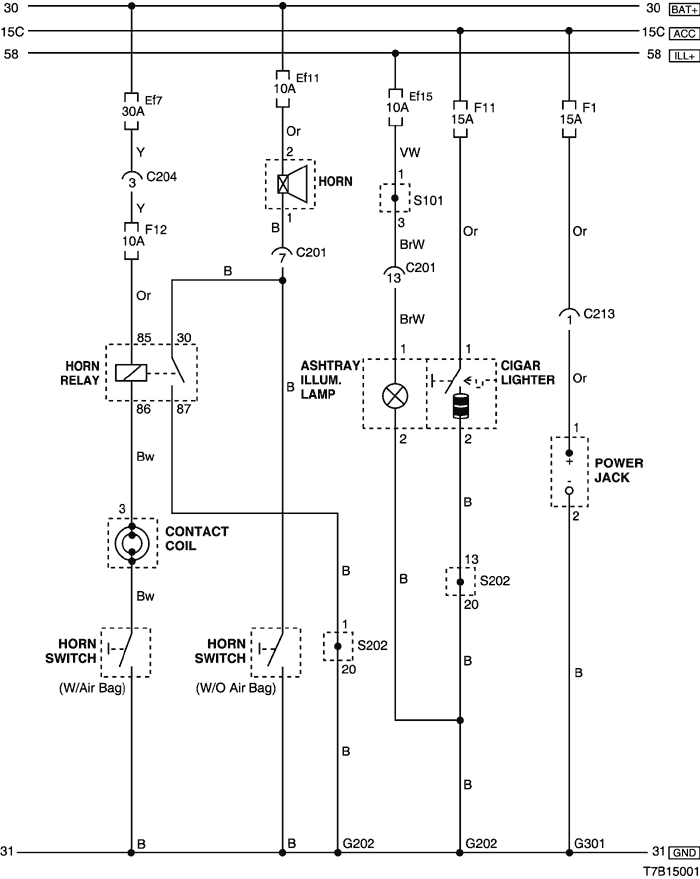 30
30 BAT+
15C
ACC
58
ILL+
Ef7
30A
Ef11
10A
Ef15
10A
F11
15A
F1
15A
Y
3
C204
Y
F12
10A
Or
2
HORN
1
B
7
C201
VW
1
S101
3
BrW
13
C201
BrW
Or
Or
1
C213
Or
B
B
Or
85
30
HORN
RELAY
86
87
ASHTRAY
ILLUM.
LAMP
1
2
1
CIGAR
LIGHTER
2
1
+
-
2
POWER
JACK
Bw
3
CONTACT
COIL
Bw
HORN
SWITCH
(W/Air Bag)
HORN
SWITCH
(W/O Air Bag)
B
1
S202
20
B
B
B
13
S202
20
B
B
B
31
B
B
G202
G202
G301
31 GND
T7B15001